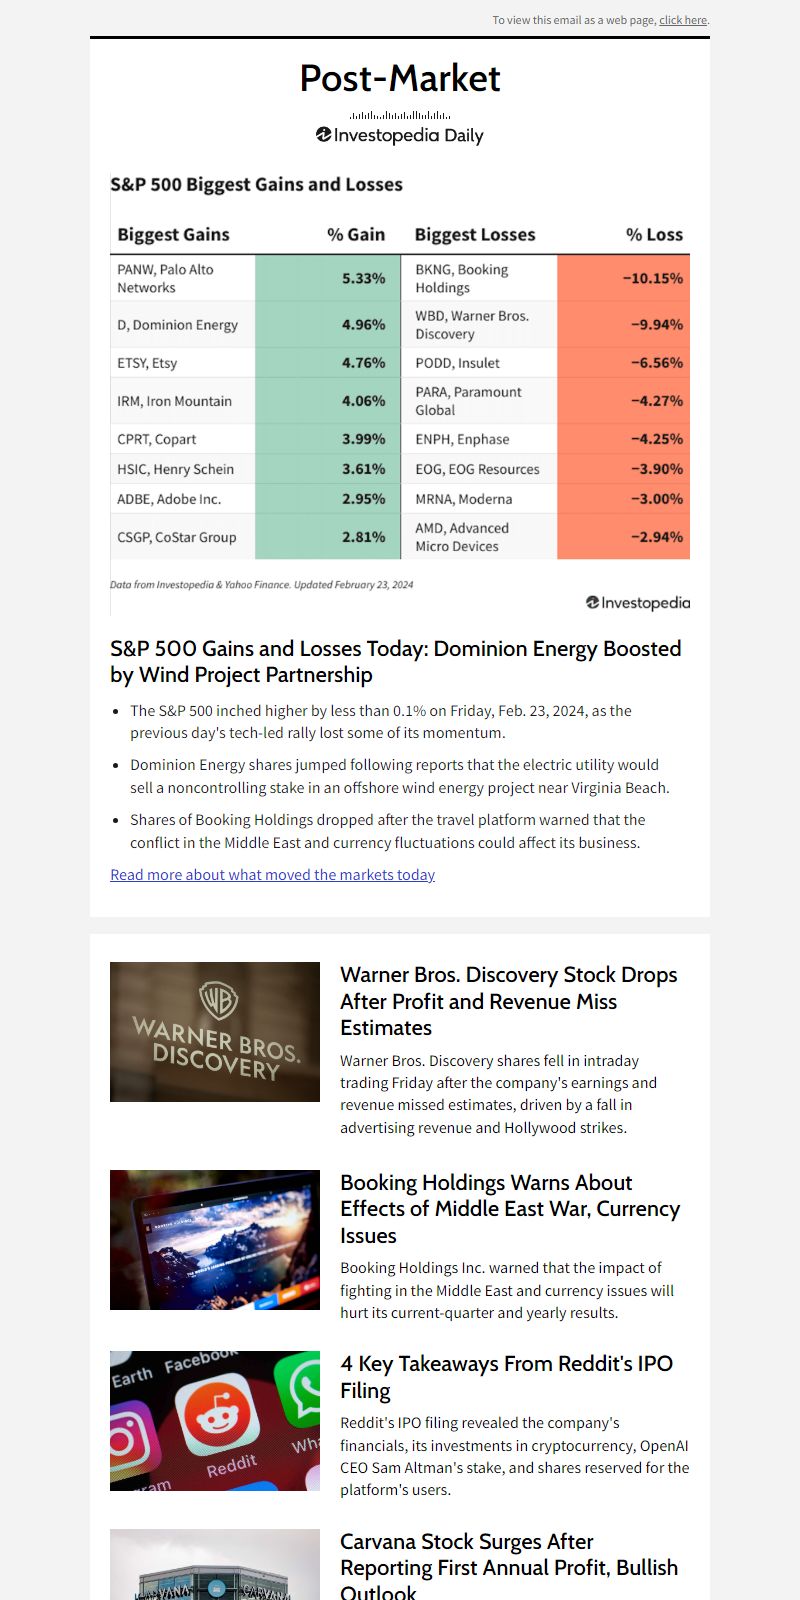 To view this email as a web page, click here.
Post-Market
Investopedia Daily
S&P 500 Biggest Gains and Losses
Biggest Gains % Gain Biggest Losses % Loss
PANW, Palo Alto Networks 5.33% BKNG, Booking Holdings −10.15%
D, Dominion Energy 4.96% WBD, Warner Bros. Discovery −9.94%
ETSY, Etsy 4.76% PODD, Insulet −6.56%
IRM, Iron Mountain 4.06% PARA, Paramount Global −4.27%
CPRT, Copart 3.99% ENPH, Enphase −4.25%
HSIC, Henry Schein 3.61% EOG, EOG Resources −3.90%
ADBE, Adobe Inc. 2.95% MRNA, Moderna −3.00%
CSGP, CoStar Group 2.81% AMD, Advanced Micro Devices −2.94%
Data from Investopedia & Yahoo Finance. Updated February 23, 2024
Investopedia
S&P 500 Gains and Losses Today: Dominion Energy Boosted
by Wind Project Partnership
• The S&P 500 inched higher by less than 0.1% on Friday, Feb. 23, 2024, as the
previous day's tech-led rally lost some of its momentum.
• Dominion Energy shares jumped following reports that the electric utility would
sell a noncontrolling stake in an offshore wind energy project near Virginia Beach.
• Shares of Booking Holdings dropped after the travel platform warned that the
conflict in the Middle East and currency fluctuations could affect its business.
Read more about what moved the markets today
WB
WARNER BROS.
DISCOVERY
Warner Bros. Discovery Stock Drops
After Profit and Revenue Miss
Estimates
Warner Bros. Discovery shares fell in intraday
trading Friday after the company's earnings and
revenue missed estimates, driven by a fall in
advertising revenue and Hollywood strikes.
Booking Holdings Warns About
Effects of Middle East War, Currency
Issues
Booking Holdings Inc. warned that the impact of
fighting in the Middle East and currency issues will
hurt its current-quarter and yearly results.
Earth Facebook
Reddit
gram Wha
4 Key Takeaways From Reddit's IPO
Filing
Reddit's IPO filing revealed the company's
financials, its investments in cryptocurrency, OpenAI
CEO Sam Altman's stake, and shares reserved for the
platform's users.
CARVANA
Carvana Stock Surges After
Reporting First Annual Profit, Bullish
Outlook